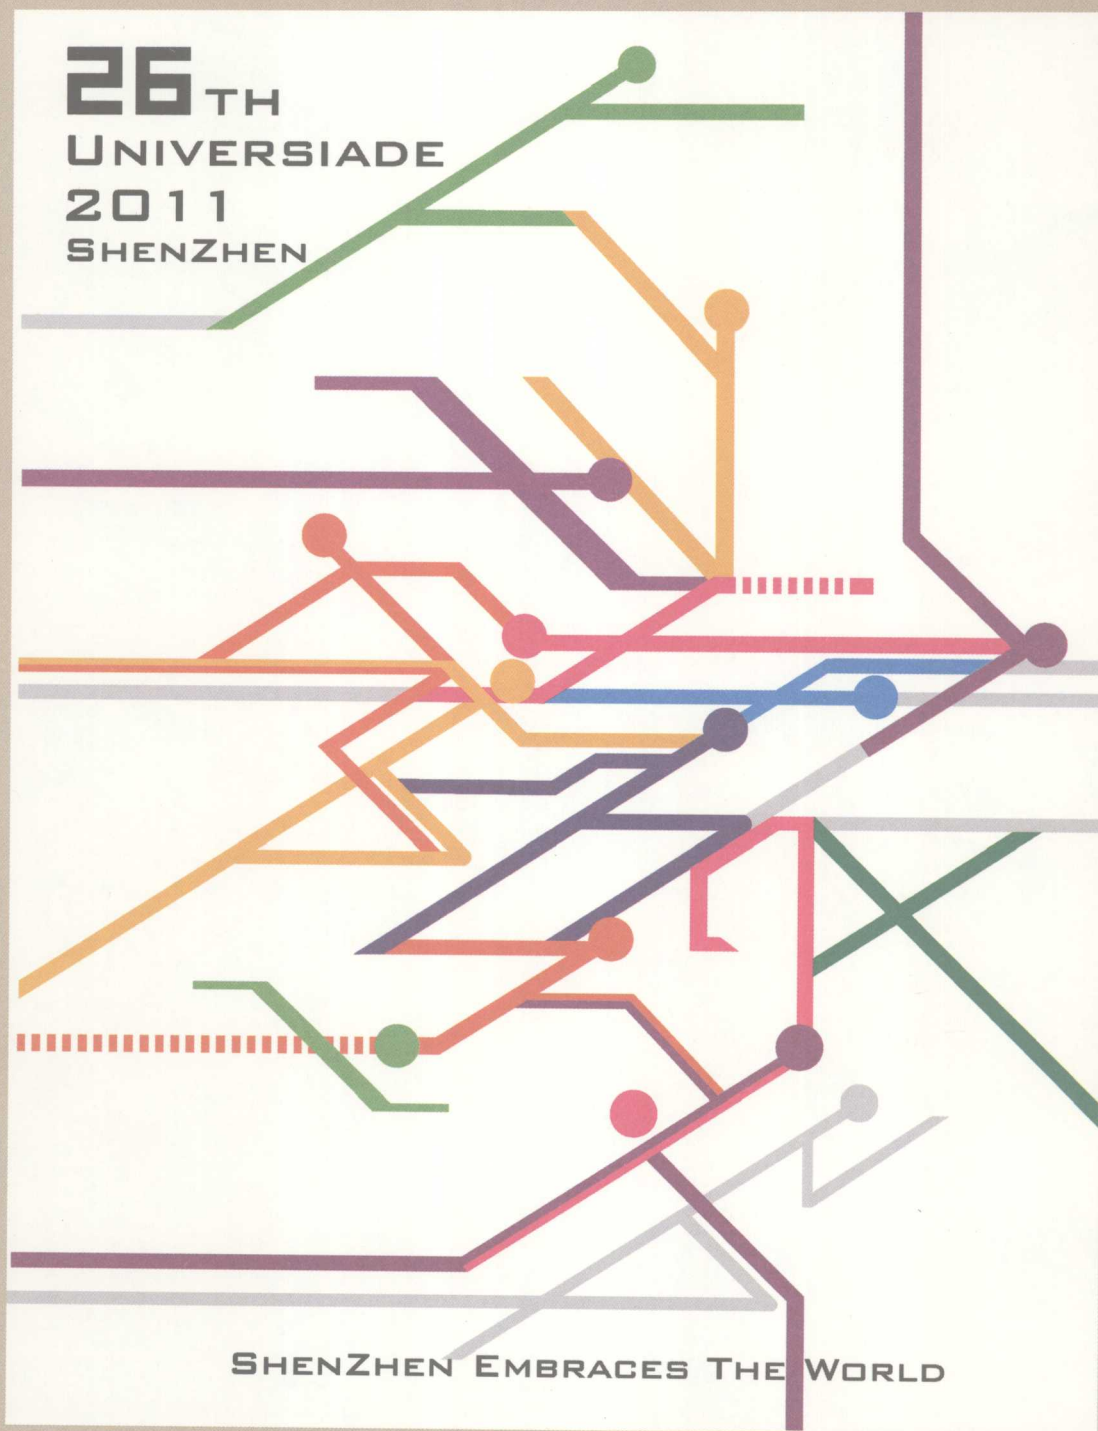 26TH
UNIVERSIADE
2011
SHENZHEN
SHENZHEN EMBRACES THE WORLD